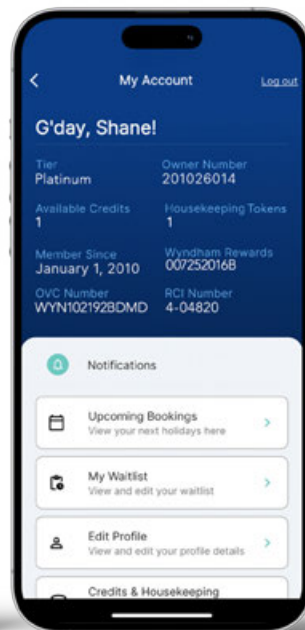 My Account
Log out
G'day, Shane!
Tier
Owner Number
Platinum
201026014
Available Credits
Housekeeping Tokens
1
1
Member Since
Wyndham Rewards
January 1, 2010
007252016B
OVC Number
RCI Number
WYN102192BDMD
4-04820
Notifications
Upcoming Bookings
View your next holidays here
My Waitlist
View and edit your waitlist
Edit Profile
View and edit your profile details
Credits & Housekeeping